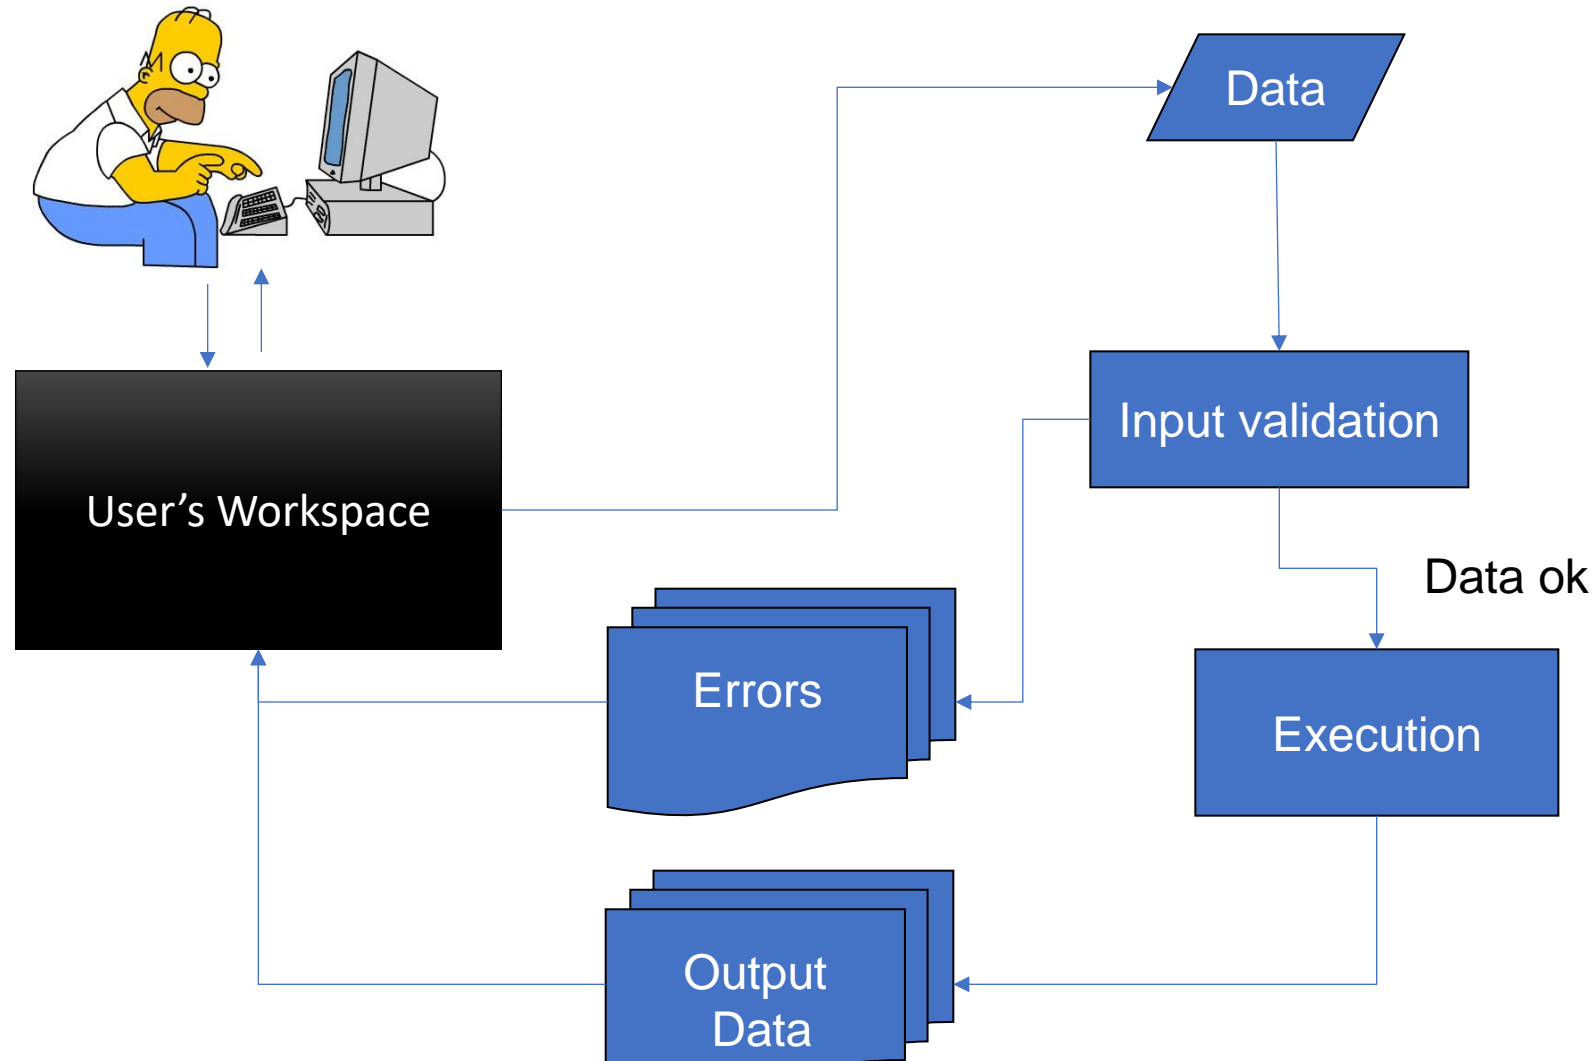 Data
Input validation
User’s Workspace
Data ok
Errors
Execution
Output
Data